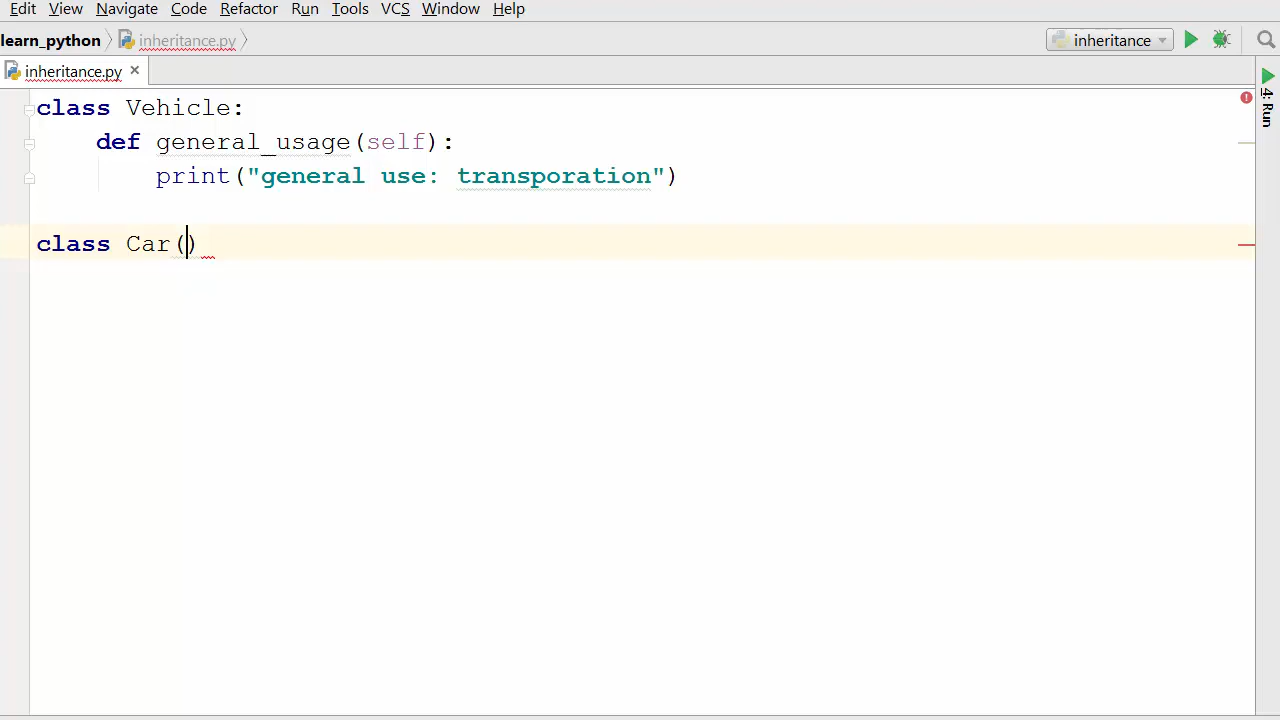 Edit View Navigate Code Refactor Run Tools VCS Window Help
learn_python inheritance.py inheritance
inheritance.py ×
4: Run
class Vehicle:
def general_usage(self):
print("general use: transporation")
class Car()